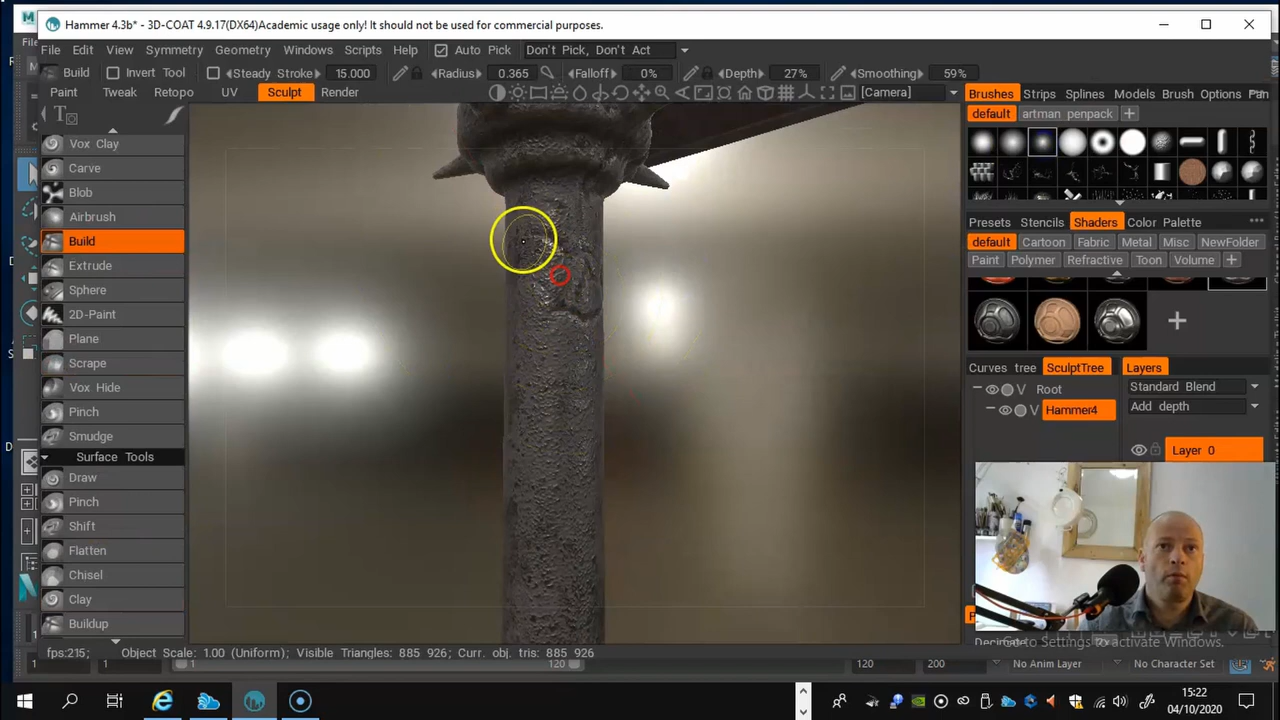 Hammer 4.3b* - 3D-COAT 4.9.17(DX64)Academic usage only! It should not be used for commercial purposes.
File Edit View Symmetry Geometry Windows Scripts Help Auto Pick Don't Pick, Don't Act
Build Invert Tool Steady Stroke 15.000 Radius 0.365 Falloff 0% Depth 27% Smoothing 59%
Paint Tweak Retopo UV Sculpt Render [Camera]
Brushes Strips Splines Models Brush Options Pan
default artman penpack
Vox Clay
Carve
Blob
Airbrush
Build
Extrude
Sphere
2D-Paint
Plane
Scrape
Vox Hide
Pinch
Smudge
Surface Tools
Draw
Pinch
Shift
Flatten
Chisel
Clay
Buildup
Presets Stencils Shaders Color Palette
default Cartoon Fabric Metal Misc NewFolder
Paint Polymer Refractive Toon Volume
Curves tree SculptTree Layers
Root
Hammer4
Standard Blend
Add depth
Layer 0
Go to Settings to activate Windows.
fps:215; Object Scale: 1.00 (Uniform); Visible Triangles: 885 926; Curr. obj. tris: 885 926
1 1 1 120 120 200 No Anim Layer No Character Set
15:22
04/10/2020